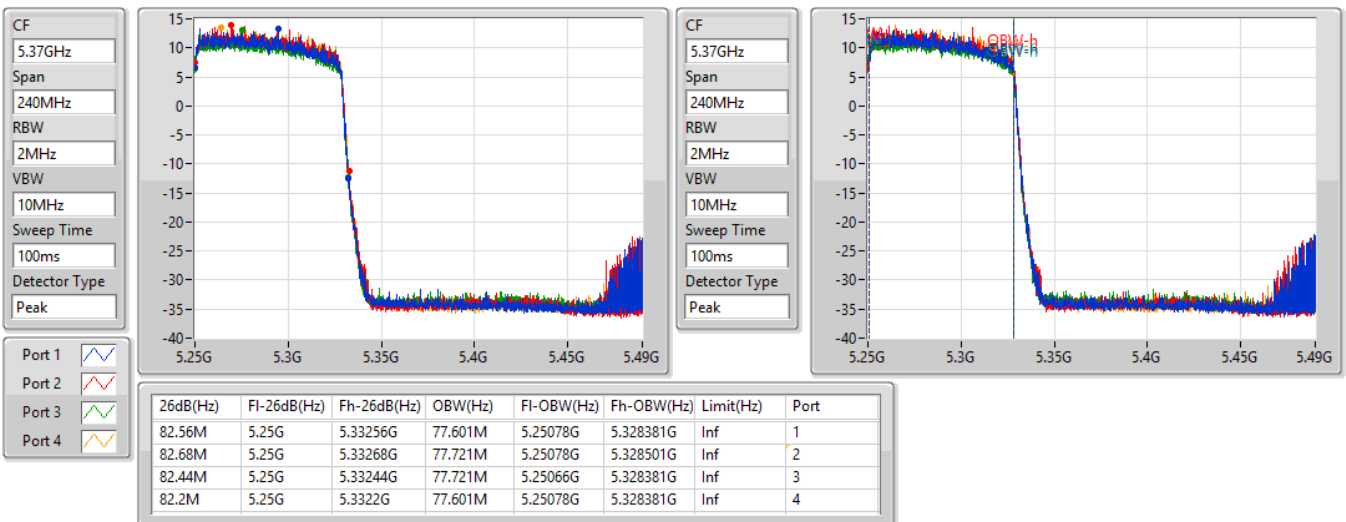 CF
5.37GHz
Span
240MHz
RBW
2MHz
VBW
10MHz
Sweep Time
100ms
Detector Type
Peak
15
10
5
0
-5
-10
-15
-20
-25
-30
-35
-40
5.25G 5.3G 5.35G 5.4G 5.45G 5.49G
CF
5.37GHz
Span
240MHz
RBW
2MHz
VBW
10MHz
Sweep Time
100ms
Detector Type
Peak
15
10
5
0
-5
-10
-15
-20
-25
-30
-35
-40
OBW-h
OBW-h
5.25G 5.3G 5.35G 5.4G 5.45G 5.49G
Port 1
Port 2
Port 3
Port 4
26dB(Hz) Fl-26dB(Hz) Fh-26dB(Hz) OBW(Hz) Fl-OBW(Hz) Fh-OBW(Hz) Limit(Hz) Port
82.56M 5.25G 5.33256G 77.601M 5.25078G 5.328381G Inf 1
82.68M 5.25G 5.33268G 77.721M 5.25078G 5.328501G Inf 2
82.44M 5.25G 5.33244G 77.721M 5.25066G 5.328381G Inf 3
82.2M 5.25G 5.3322G 77.601M 5.25078G 5.328381G Inf 4